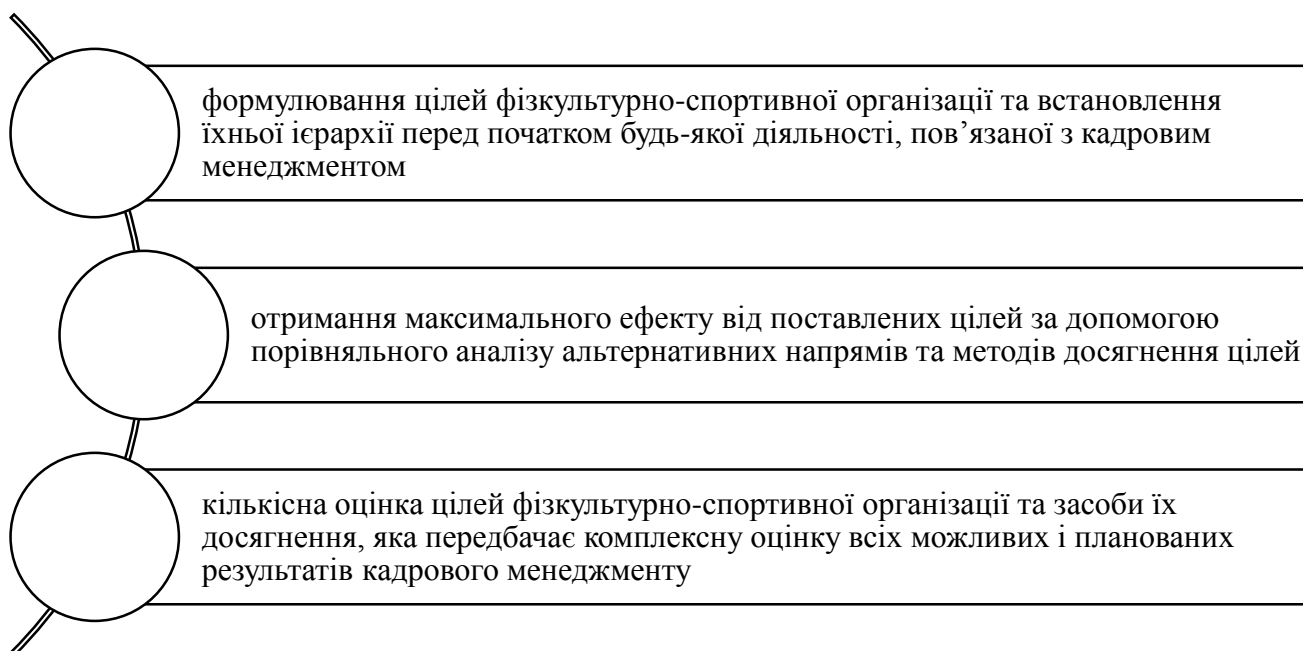 формулювання цілей фізкультурно-спортивної організації та встановлення
їхньої ієрархії перед початком будь-якої діяльності, пов’язаної з кадровим
менеджментом
отримання максимального ефекту від поставлених цілей за допомогою
порівняльного аналізу альтернативних напрямів та методів досягнення цілей
кількісна оцінка цілей фізкультурно-спортивної організації та засоби їх
досягнення, яка передбачає комплексну оцінку всіх можливих і планованих
результатів кадрового менеджменту